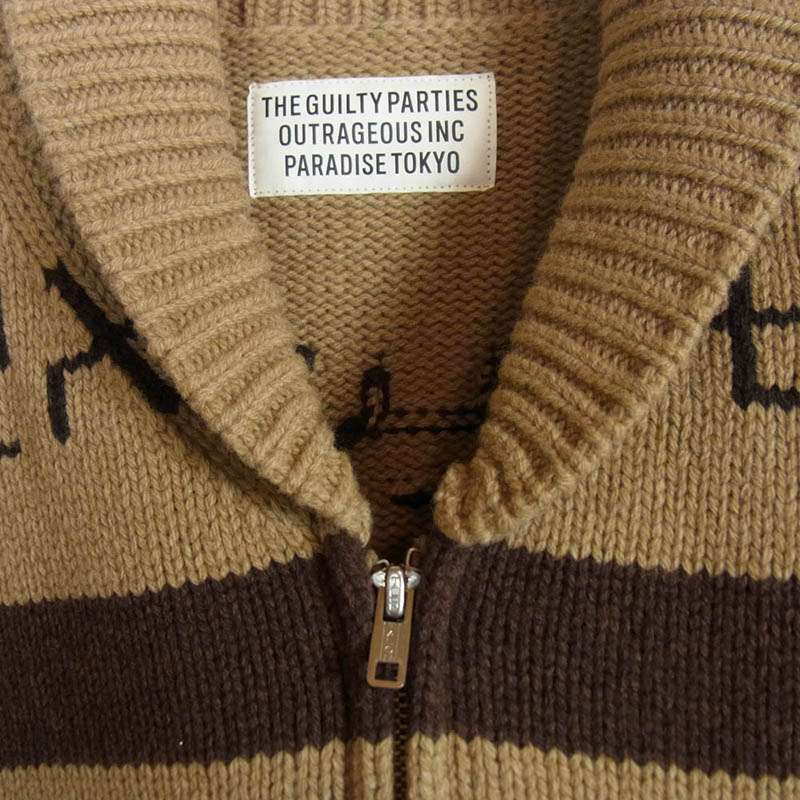 THE GUILTY PARTIES
OUTRAGEOUS INC
PARADISE TOKYO